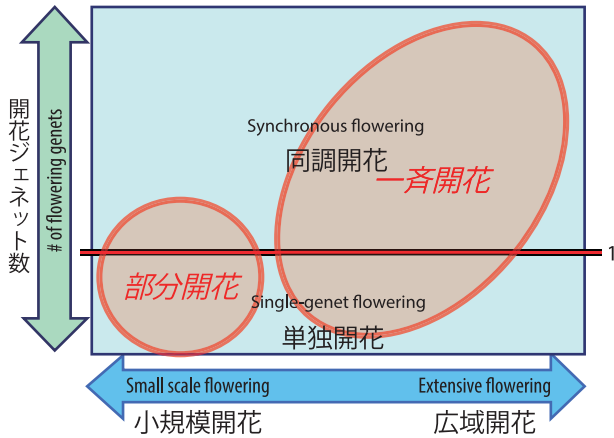 開花ジェネット数
# of flowering genets
Synchronous flowering
同調開花
一斉開花
1
部分開花
Single-genet flowering
単独開花
Small scale flowering
Extensive flowering
小規模開花
広域開花